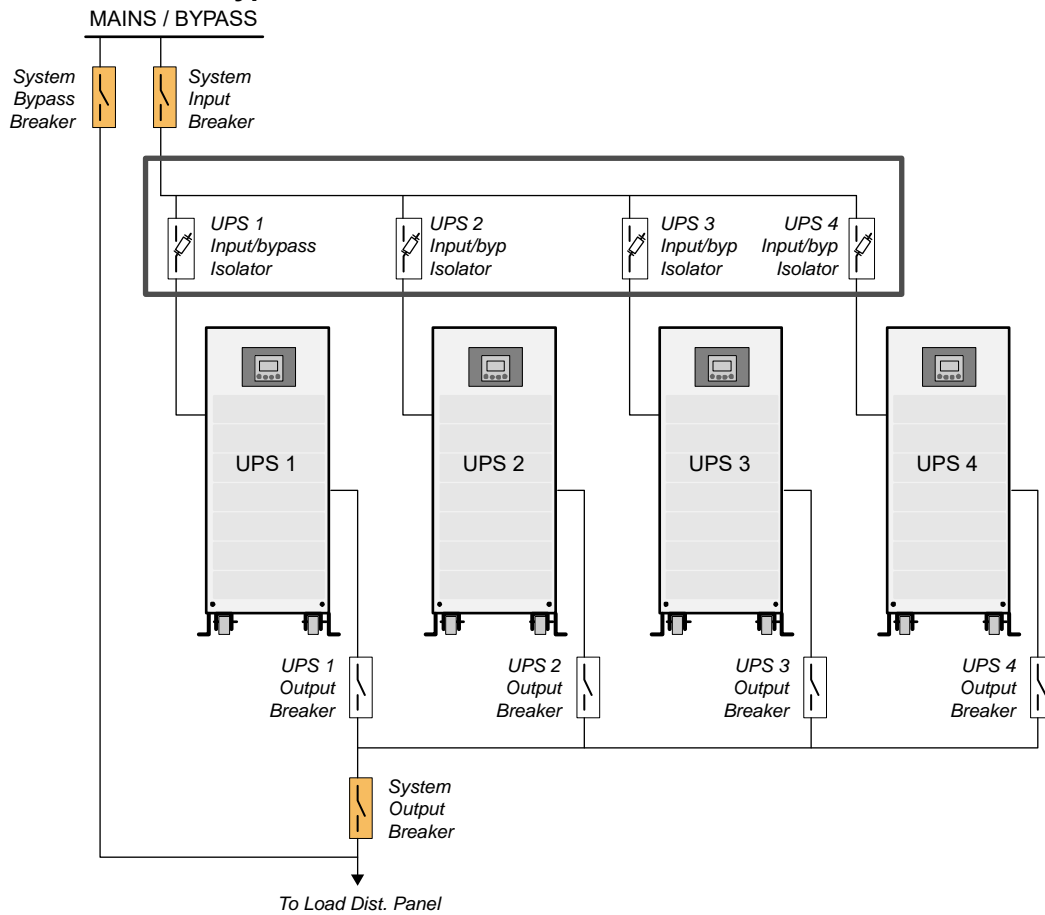 MAINS / BYPASS
System
Bypass
Breaker
System
Input
Breaker
UPS 1
Input/bypass
Isolator
UPS 2
Input/byp
Isolator
UPS 3
Input/byp
Isolator
UPS 4
Input/byp
Isolator
UPS 1
UPS 2
UPS 3
UPS 4
UPS 1
Output
Breaker
UPS 2
Output
Breaker
UPS 3
Output
Breaker
UPS 4
Output
Breaker
System
Output
Breaker
To Load Dist. Panel